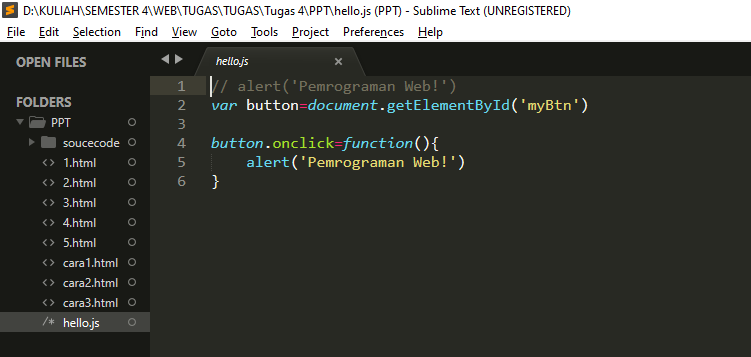 D:\KULIAH\SEMESTER 4\WEB\TUGAS\TUGAS\Tugas 4\PPT\hello.js (PPT) - Sublime Text (UNREGISTERED)
File Edit Selection Find View Goto Tools Project Preferences Help
OPEN FILES
FOLDERS
PPT
soucecode
1.html
2.html
3.html
4.html
5.html
cara1.html
cara2.html
cara3.html
hello.js
hello.js
1 // alert('Pemrograman Web!')
2 var button=document.getElementById('myBtn')
3
4 button.onclick=function(){
5     alert('Pemrograman Web!')
6 }